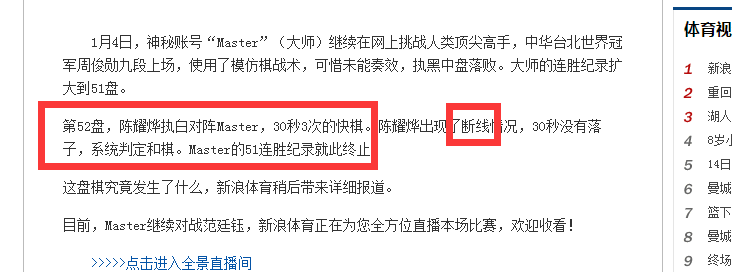 1月4日，神秘账号“Master”（大师）继续在网上挑战人类顶尖高手，中华台北世界冠
军周俊勋九段上场，使用了模仿棋战术，可惜未能奏效，执黑中盘落败。大师的连胜纪录扩
大到51盘。
第52盘，陈耀烨执白对阵Master，30秒3次的快棋。陈耀烨出现了断线情况，30秒没有落
子，系统判定和棋。Master的51连胜纪录就此终止
这盘棋究竟发生了什么，新浪体育稍后带来详细报道。
目前，Master继续对战范廷钰，新浪体育正在为您全方位直播本场比赛，欢迎收看！
>>>>>点击进入全景直播间
体育视
1 新浪
2 重回
3 湖人
4 8岁小
5 14日
6 曼城
7 篮下
8 曼城
9 终场